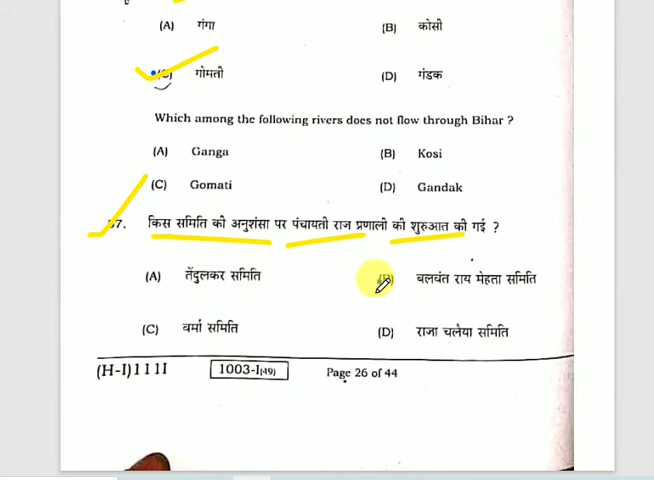 (A) गंगा (B) कोसी
(C) गोमती (D) गंडक
Which among the following rivers does not flow through Bihar ?
(A) Ganga (B) Kosi
(C) Gomati (D) Gandak
37. किस समिति की अनुशंसा पर पंचायती राज प्रणाली की शुरुआत की गई ?
(A) तेंदुलकर समिति (B) बलवंत राय मेहता समिति
(C) वर्मा समिति (D) राजा चलैया समिति
(H-I)111I 1003-I(49) Page 26 of 44